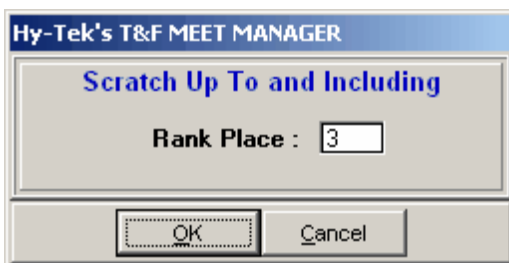 Hy-Tek's T&F MEET MANAGER
Scratch Up To and Including
Rank Place : 3
OK Cancel